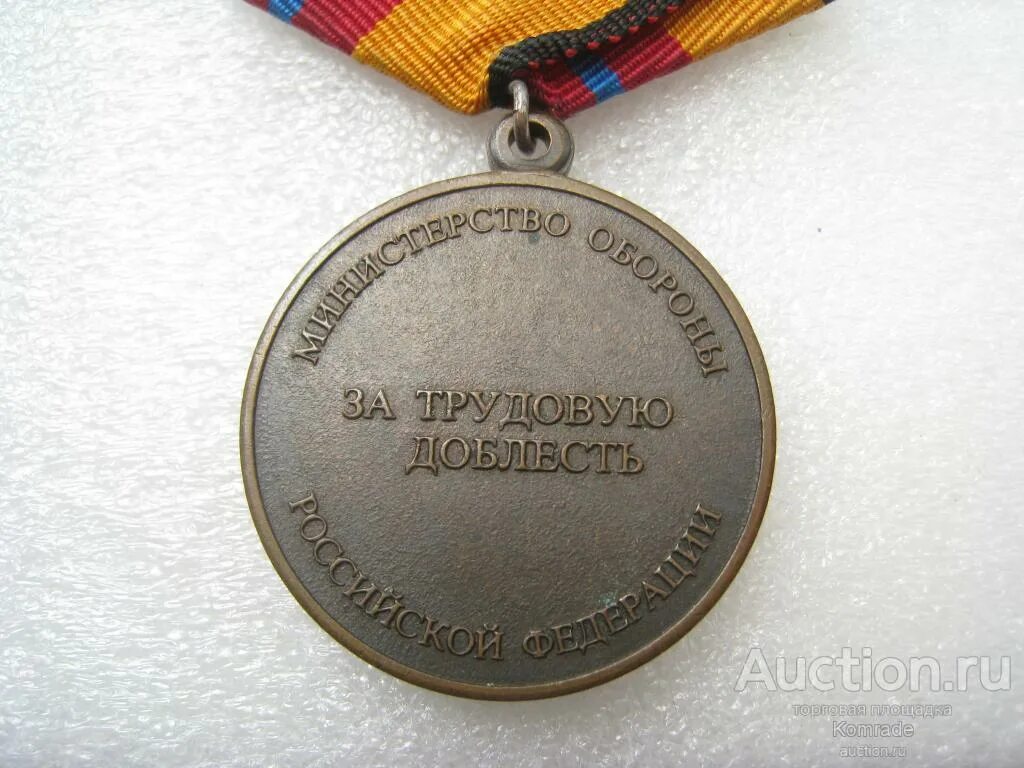 МИНИСТЕРСТВО ОБОРОНЫ
ЗА ТРУДОВУЮ
ДОБЛЕСТЬ
РОССИЙСКОЙ ФЕДЕРАЦИИ
Auction.ru
торговая площадка
Komrade
auction.ru